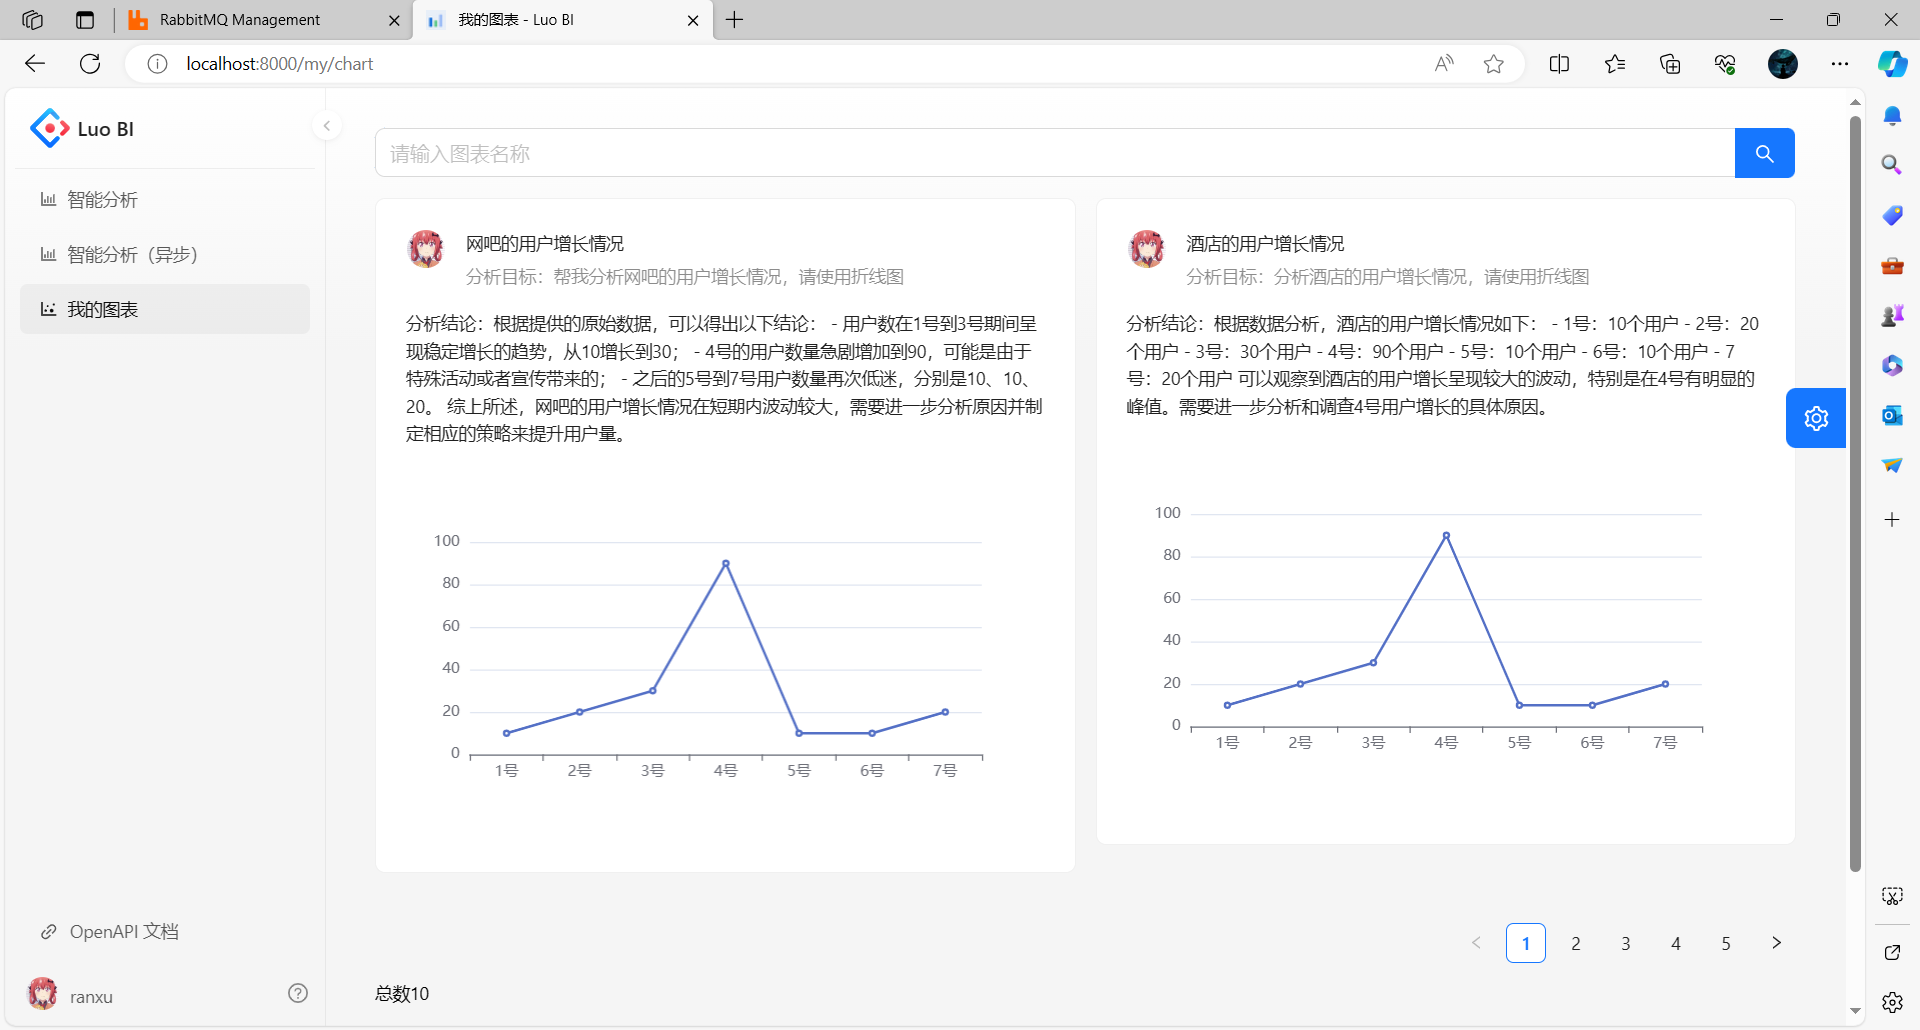 RabbitMQ Management
我的图表 - Luo BI
localhost:8000/my/chart
Luo BI
智能分析
智能分析（异步）
我的图表
OpenAPI 文档
ranxu
请输入图表名称
网吧的用户增长情况
分析目标：帮我分析网吧的用户增长情况，请使用折线图
分析结论：根据提供的原始数据，可以得出以下结论： - 用户数在1号到3号期间呈
现稳定增长的趋势，从10增长到30； - 4号的用户数量急剧增加到90，可能是由于
特殊活动或者宣传带来的； - 之后的5号到7号用户数量再次低迷，分别是10、10、
20。 综上所述，网吧的用户增长情况在短期内波动较大，需要进一步分析原因并制
定相应的策略来提升用户量。
100
80
60
40
20
0
1号 2号 3号 4号 5号 6号 7号
酒店的用户增长情况
分析目标：分析酒店的用户增长情况，请使用折线图
分析结论：根据数据分析，酒店的用户增长情况如下： - 1号：10个用户 - 2号：20
个用户 - 3号：30个用户 - 4号：90个用户 - 5号：10个用户 - 6号：10个用户 - 7
号：20个用户 可以观察到酒店的用户增长呈现较大的波动，特别是在4号有明显的
峰值。需要进一步分析和调查4号用户增长的具体原因。
100
80
60
40
20
0
1号 2号 3号 4号 5号 6号 7号
1 2 3 4 5
总数10